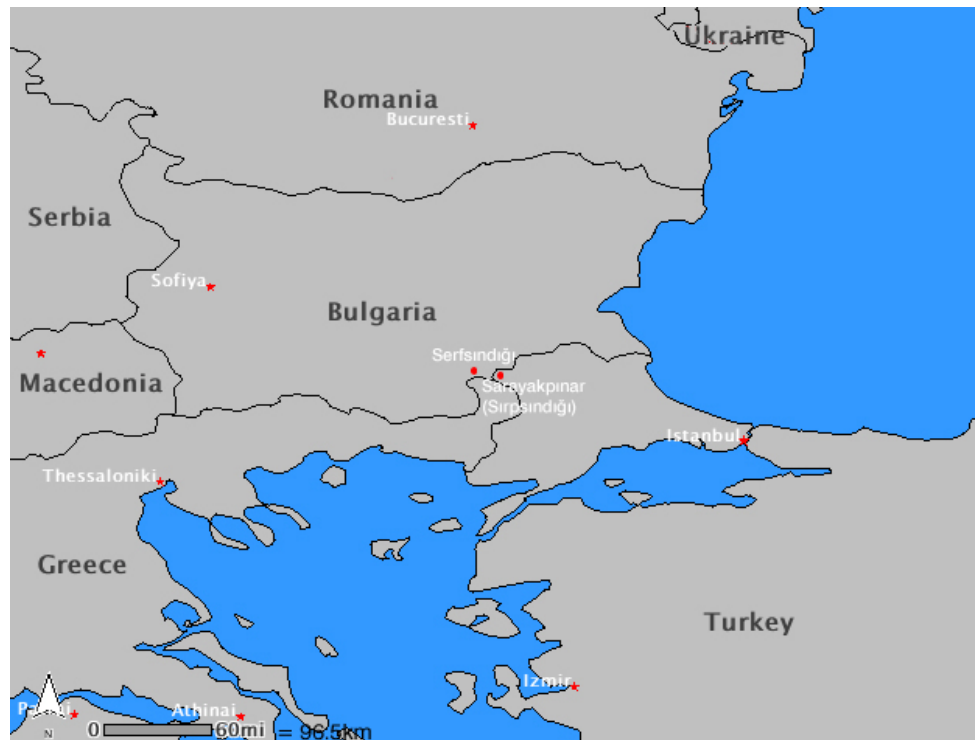 Ukraine
Romania
Bucuresti
Serbia
Sofiya
Bulgaria
Serfsındığı
Macedonia
Sarayakpınar
(Sırpsındığı)
Istanbul
Thessaloniki
Greece
Turkey
Izmir
Athinai
N
0
60mi = 96.5km